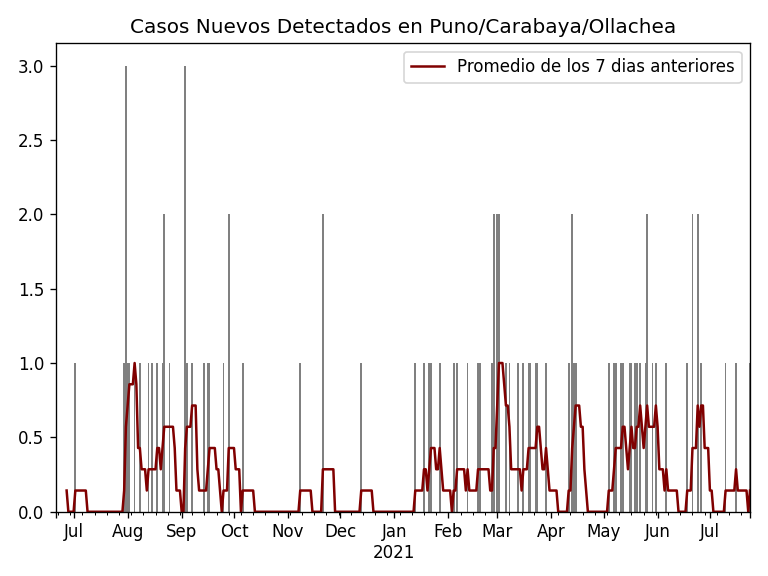 Casos Nuevos Detectados en Puno/Carabaya/Ollachea
Promedio de los 7 dias anteriores
3.0
2.5
2.0
1.5
1.0
0.5
0.0
Jul Aug Sep Oct Nov Dec Jan Feb Mar Apr May Jun Jul
2021